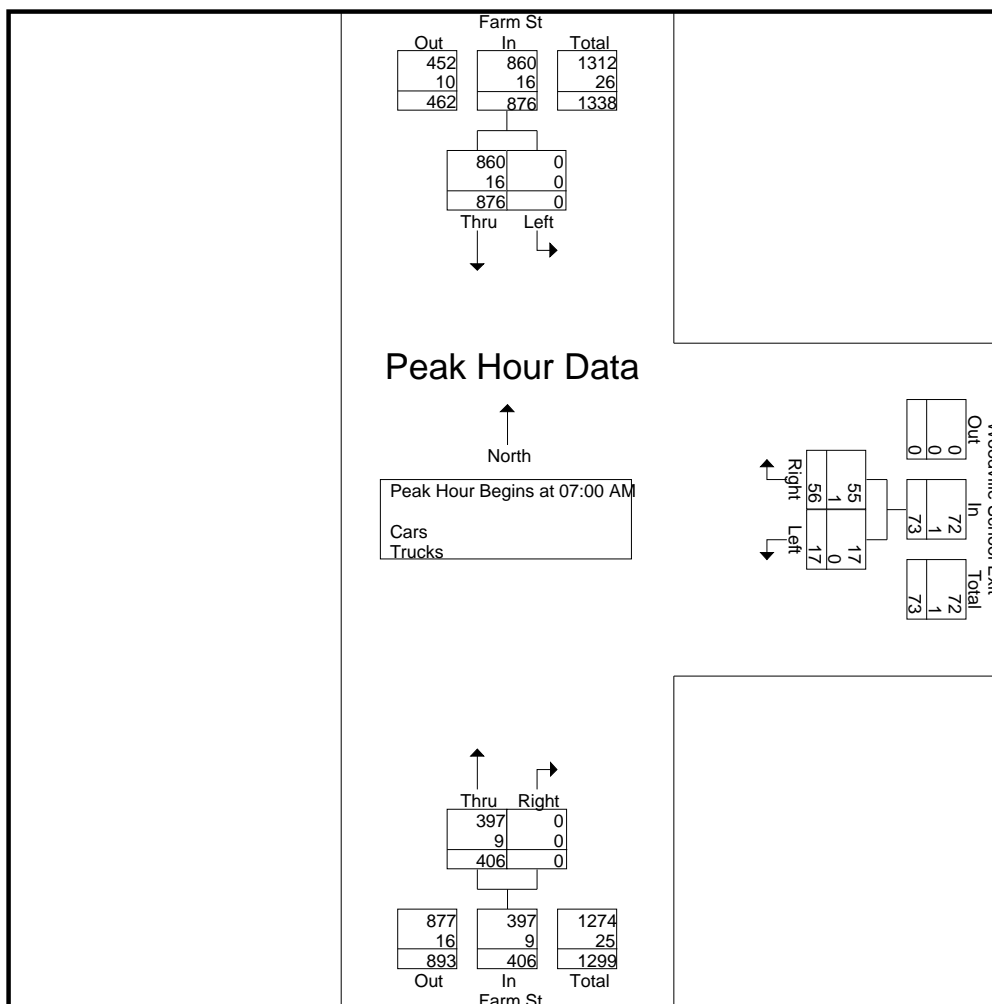 Farm St
Out In Total
452 860 1312
10 16 26
462 876 1338
860 0
16 0
876 0
Thru Left
Peak Hour Data
North
Peak Hour Begins at 07:00 AM
Cars
Trucks
Out In Total
0 72 72
0 1 1
0 73 73
55 17
1 0
56 17
Right Left
Thru Right
397 0
9 0
406 0
877 397 1274
16 9 25
893 406 1299
Out In Total
Farm St